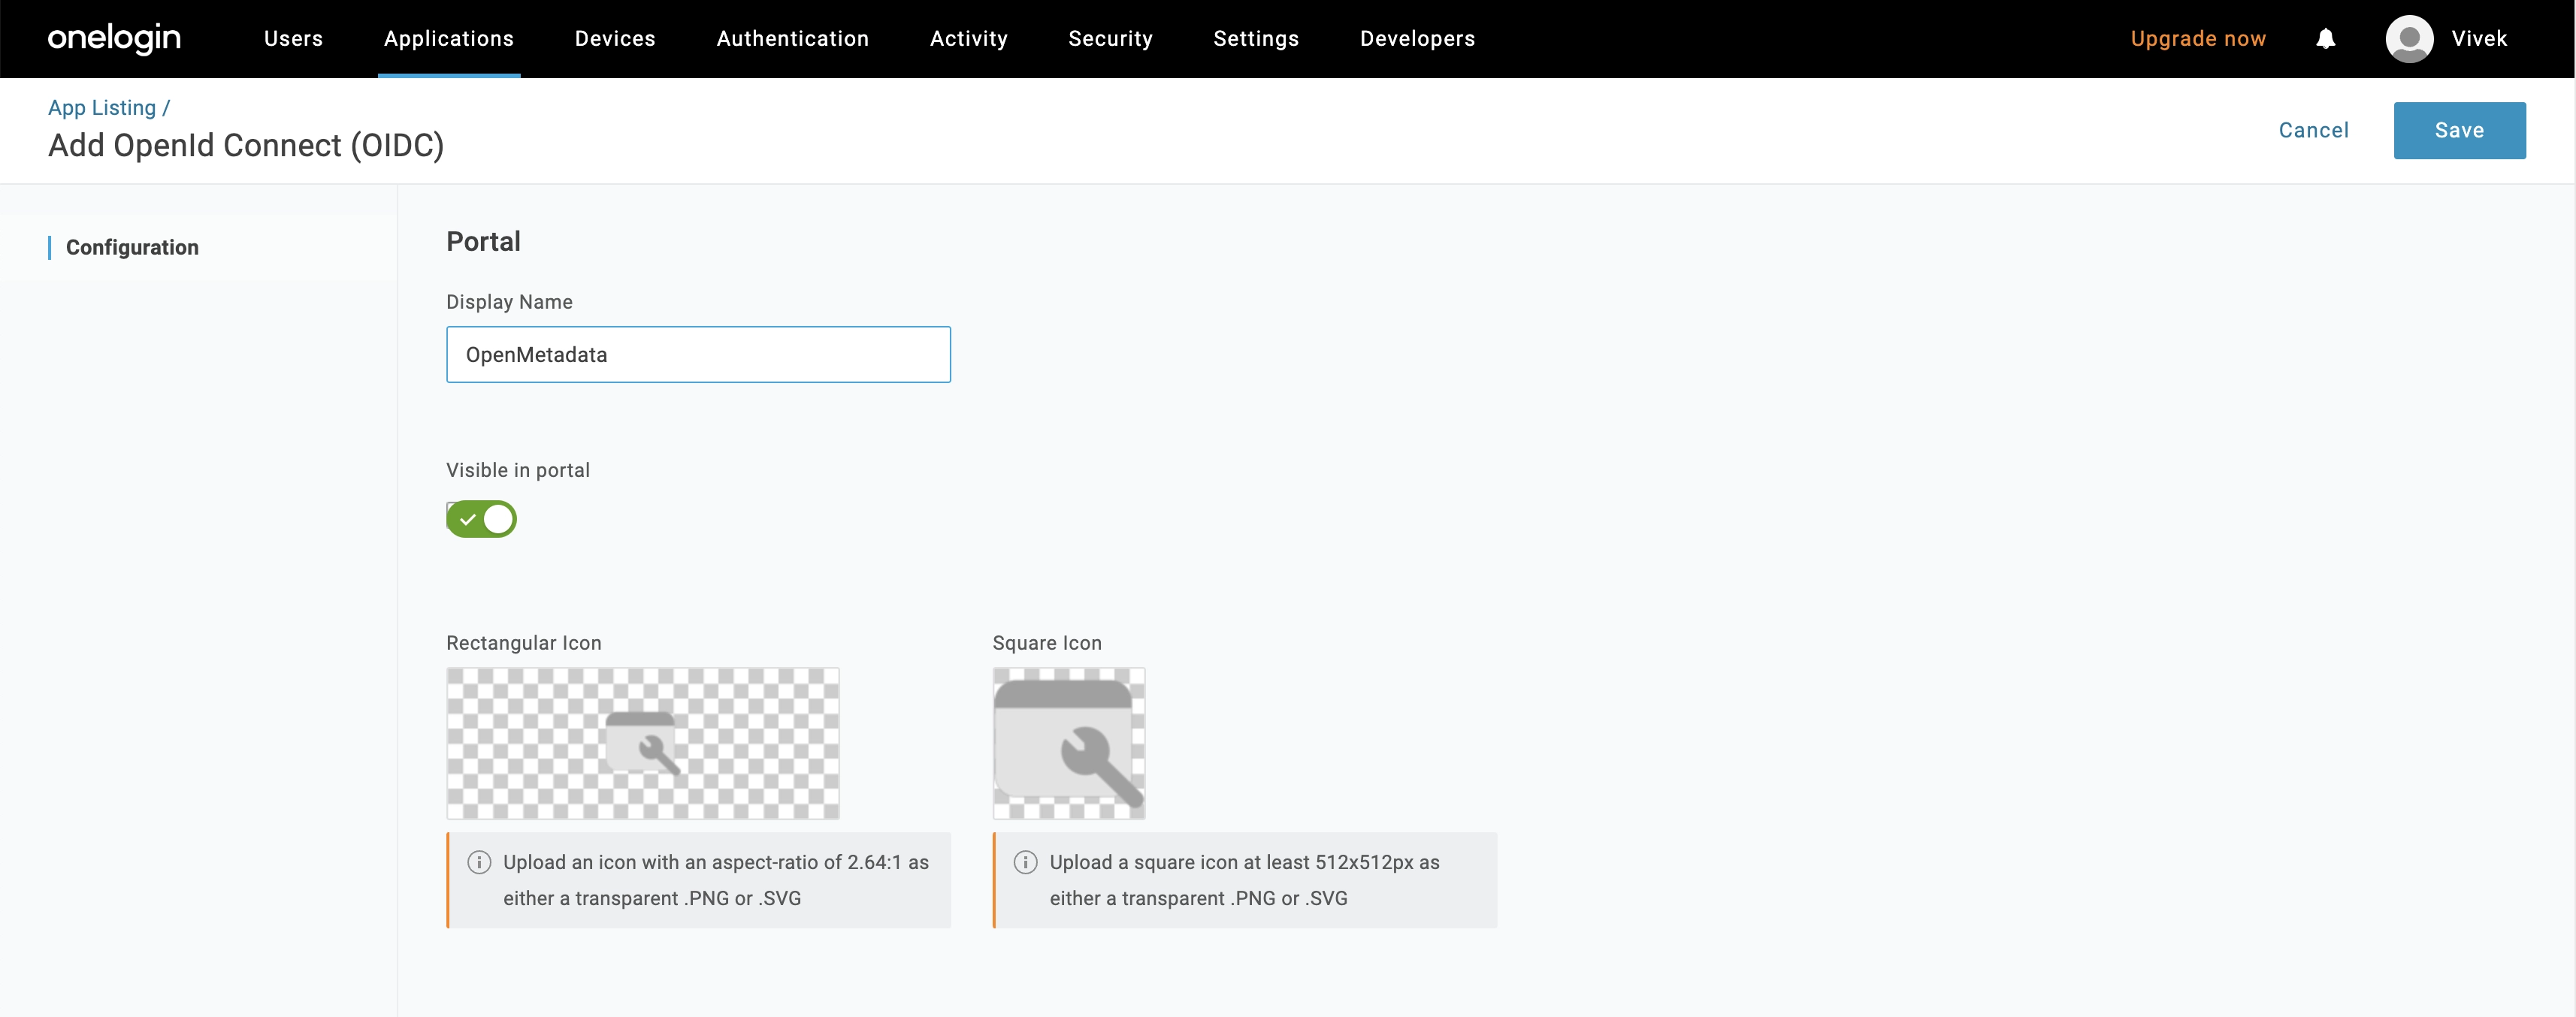 onelogin
Users
Applications
Devices
Authentication
Activity
Security
Settings
Developers
Upgrade now
Vivek
App Listing /
Add OpenId Connect (OIDC)
Cancel
Save
Configuration
Portal
Display Name
OpenMetadata
Visible in portal
Rectangular Icon
Square Icon
Upload an icon with an aspect-ratio of 2.64:1 as
either a transparent .PNG or .SVG
Upload a square icon at least 512x512px as
either a transparent .PNG or .SVG